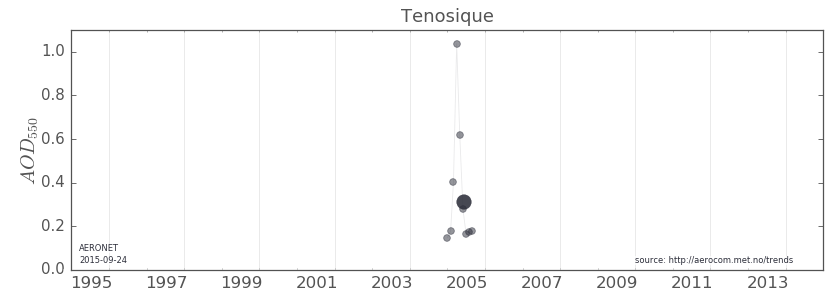 Tenosique
AOD550
1.0
0.8
0.6
0.4
0.2
0.0
AERONET
2015-09-24
source: http://aerocom.met.no/trends
1995 1997 1999 2001 2003 2005 2007 2009 2011 2013